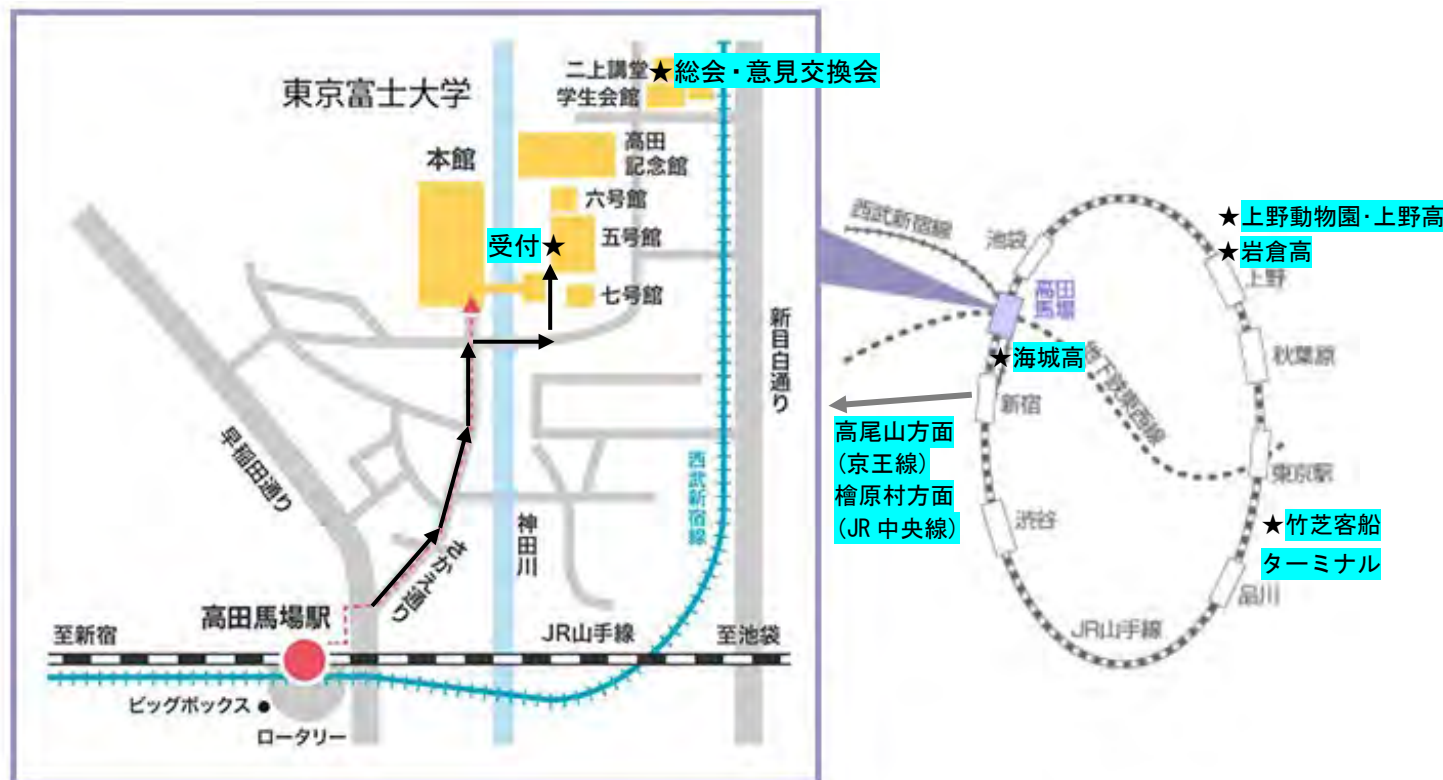 二上講堂★総会・意見交換会
学生会館
東京富士大学
高田
記念館
本館
六号館
受付★
五号館
七号館
新目白通り
早稲田通り
西武新宿線
神田川
さかえ通り
高田馬場駅
至新宿
JR山手線
至池袋
ビッグボックス
ロータリー
西武新宿線
池袋
★上野動物園・上野高
★岩倉高
上野
高田
馬場
★海城高
地下鉄東西線
秋葉原
新宿
高尾山方面
(京王線)
檜原村方面
(JR 中央線)
東京駅
渋谷
★竹芝客船
ターミナル
品川
JR山手線